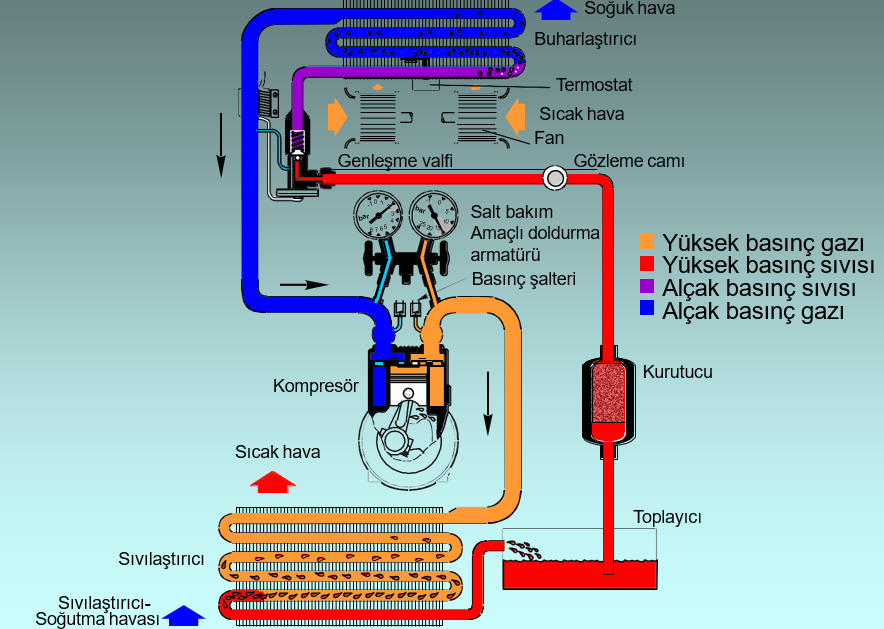 Soğuk hava
Buharlaştırıcı
Termostat
Sıcak hava
Fan
Genleşme valfi
Gözleme camı
bar
bar
Salt bakım
Amaçlı doldurma
armatürü
Basınç şalteri
Yüksek basınç gazı
Yüksek basınç sıvısı
Alçak basınç sıvısı
Alçak basınç gazı
Kompresör
Kurutucu
Sıcak hava
Toplayıcı
Sıvılaştırıcı
Sıvılaştırıcı-
Soğutma havası